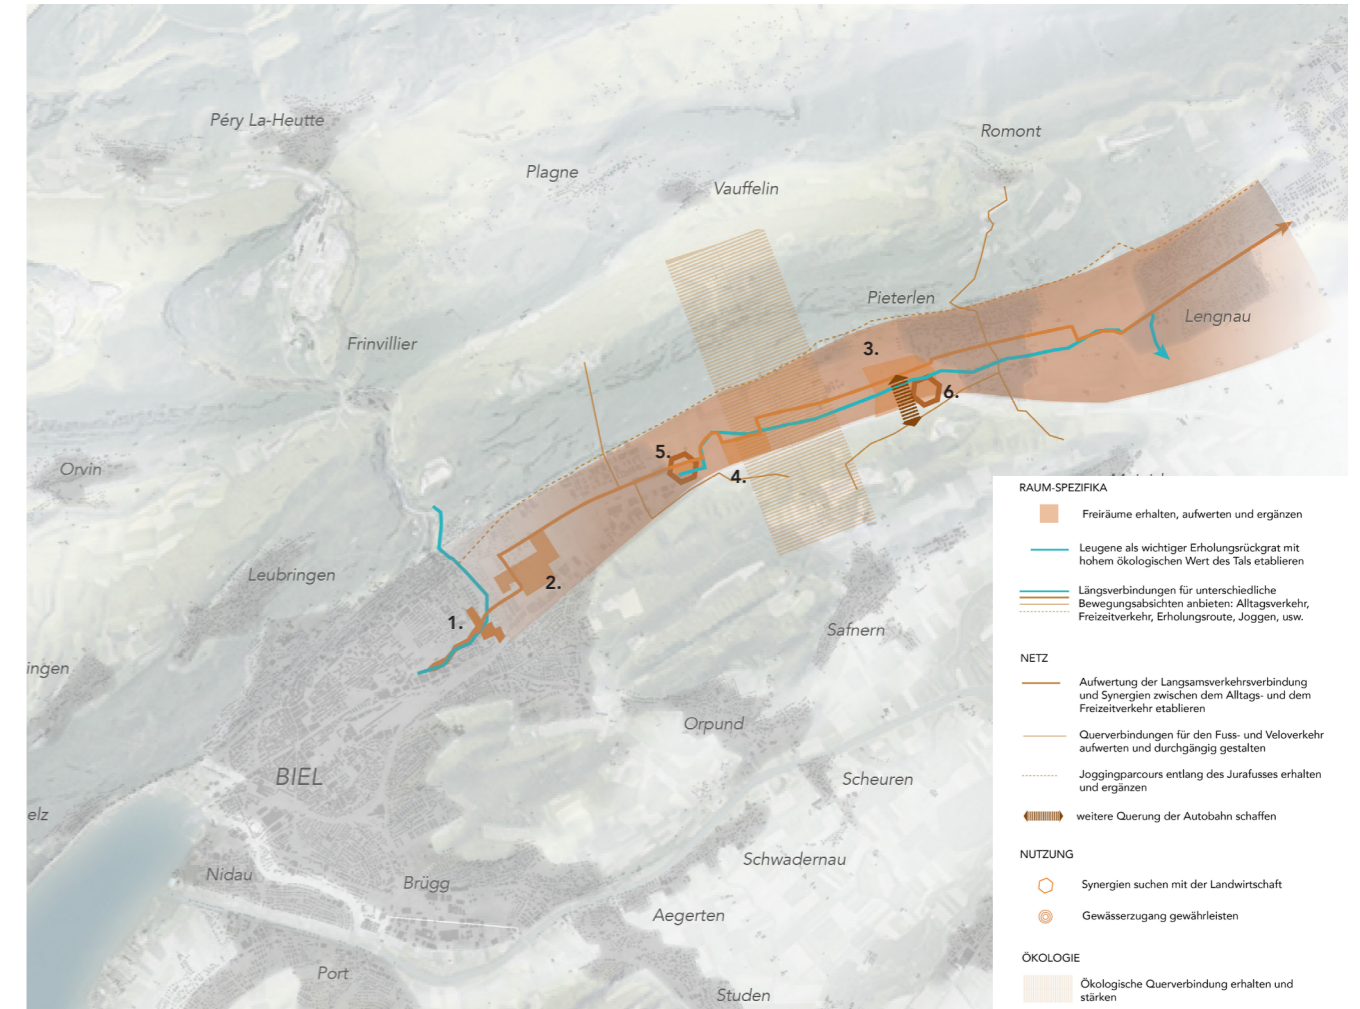 Péry La-Heutte
Romont
Plagne
Vauffelin
Pieterlen
Lengnau
Frinvillier
3.
6.
5.
4.
Orvin
Leubringen
2.
1.
Safnern
ingen
Orpund
BIEL
Scheuren
elz
Schwadernau
Nidau
Brügg
Aegerten
Port
Studen
RAUM-SPEZIFIKA
Freiräume erhalten, aufwerten und ergänzen
Leugene als wichtiger Erholungsrückgrat mit
hohem ökologischen Wert des Tals etablieren
Längsverbindungen für unterschiedliche
Bewegungsabsichten anbieten: Alltagsverkehr,
Freizeitverkehr, Erholungsroute, Joggen, usw.
NETZ
Aufwertung der Langsamsverkehrsverbindung
und Synergien zwischen dem Alltags- und dem
Freizeitverkehr etablieren
Querverbindungen für den Fuss- und Veloverkehr
aufwerten und durchgängig gestalten
Joggingparcours entlang des Jurafusses erhalten
und ergänzen
weitere Querung der Autobahn schaffen
NUTZUNG
Synergien suchen mit der Landwirtschaft
Gewässerzugang gewährleisten
ÖKOLOGIE
Ökologische Querverbindung erhalten und
stärken